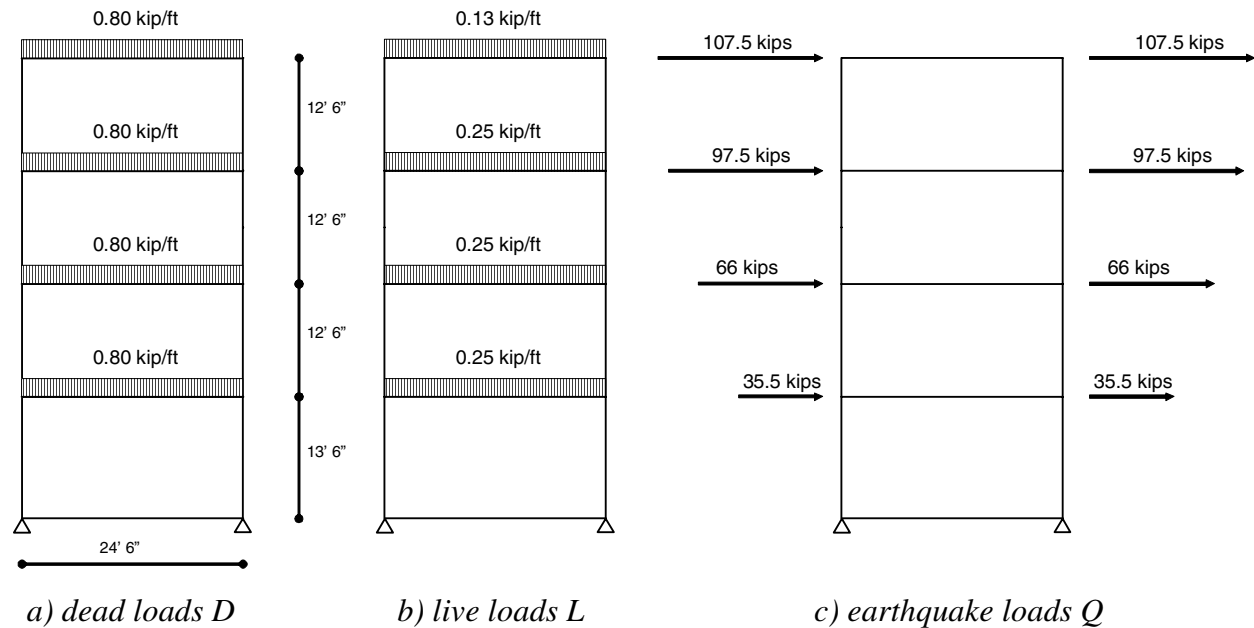 0.80 kip/ft
0.13 kip/ft
107.5 kips
107.5 kips
12’ 6”
0.80 kip/ft
0.25 kip/ft
97.5 kips
97.5 kips
12’ 6”
0.80 kip/ft
0.25 kip/ft
66 kips
66 kips
12’ 6”
0.80 kip/ft
0.25 kip/ft
35.5 kips
35.5 kips
13’ 6”
24’ 6”
a) dead loads D
b) live loads L
c) earthquake loads Q